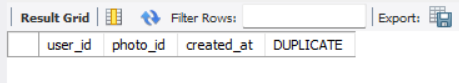 Result Grid Filter Rows: Export:
user_id photo_id created_at DUPLICATE